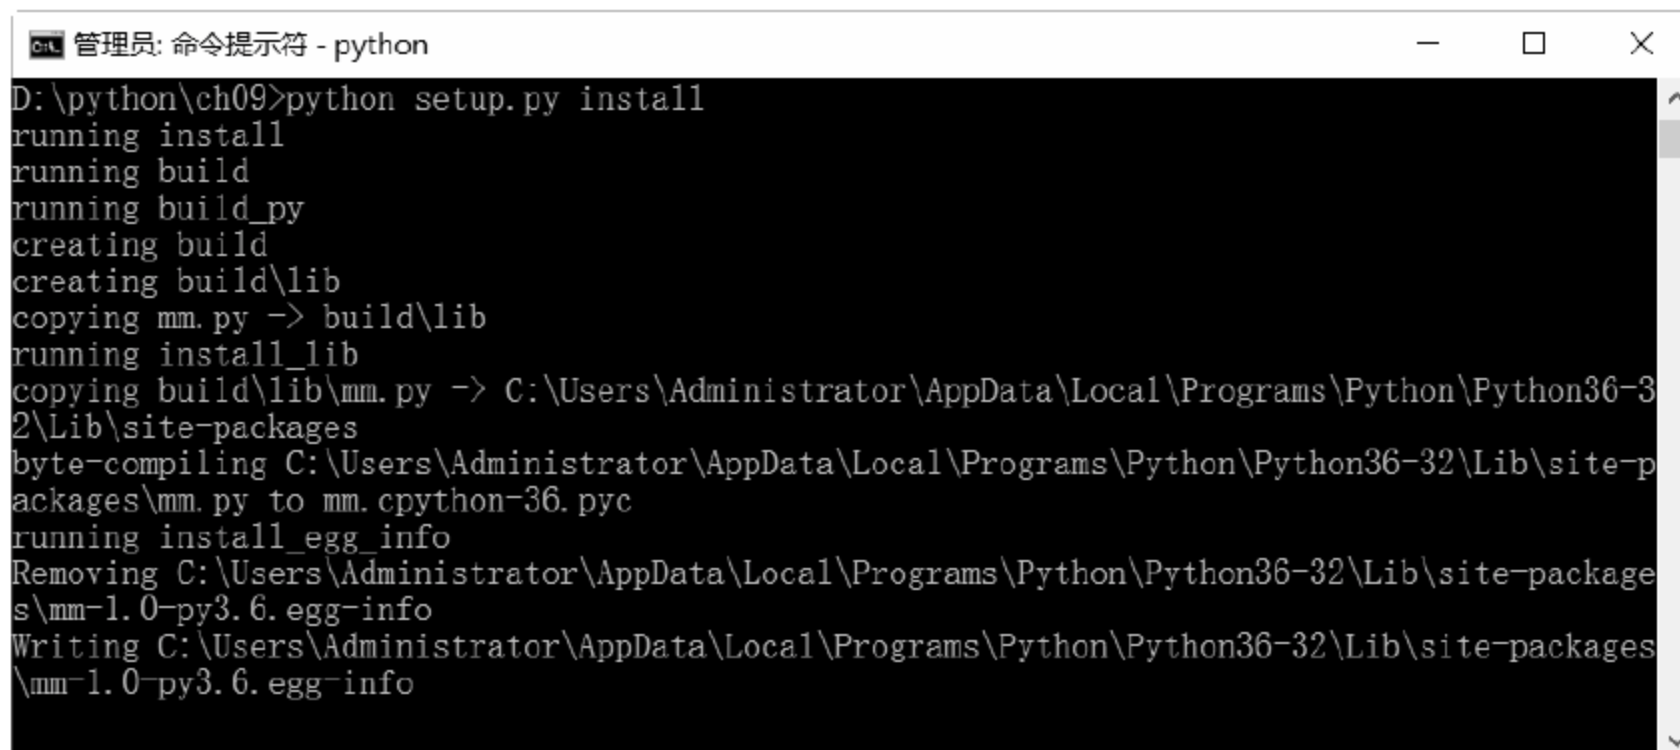 管理员: 命令提示符 - python
D:\python\ch09>python setup.py install
running install
running build
running build_py
creating build
creating build\lib
copying mm.py -> build\lib
running install_lib
copying build\lib\mm.py -> C:\Users\Administrator\AppData\Local\Programs\Python\Python36-3
2\Lib\site-packages
byte-compiling C:\Users\Administrator\AppData\Local\Programs\Python\Python36-32\Lib\site-p
ackages\mm.py to mm.cpython-36.pyc
running install_egg_info
Removing C:\Users\Administrator\AppData\Local\Programs\Python\Python36-32\Lib\site-package
s\mm-1.0-py3.6.egg-info
Writing C:\Users\Administrator\AppData\Local\Programs\Python\Python36-32\Lib\site-packages
\mm-1.0-py3.6.egg-info